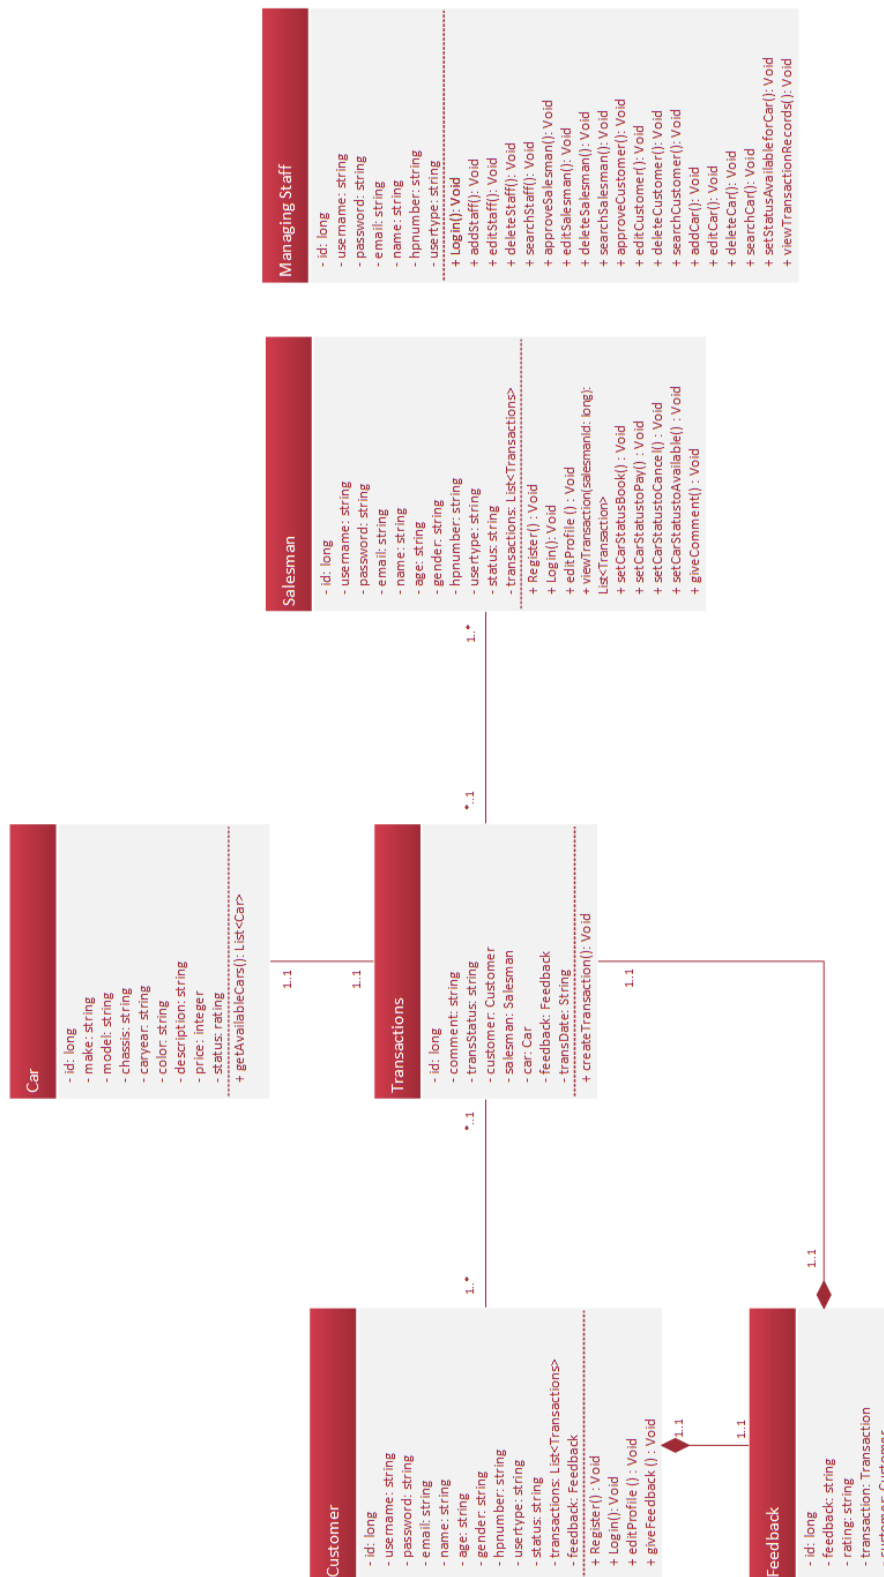 Managing Staff
- id: long
- username: string
- password: string
- email: string
- name: string
- hpnumber: string
- usertype: string
+ Login(): Void
+ addStaff(): Void
+ editStaff(): Void
+ deleteStaff(): Void
+ searchStaff(): Void
+ approveSalesman(): Void
+ editSalesman(): Void
+ deleteSalesman(): Void
+ searchSalesman(): Void
+ approveCustomer(): Void
+ editCustomer(): Void
+ deleteCustomer(): Void
+ searchCustomer(): Void
+ addCar(): Void
+ editCar(): Void
+ deleteCar(): Void
+ searchCar(): Void
+ setStatusAvailableforCar(): Void
+ viewTransactionRecords(): Void
Salesman
- id: long
- username: string
- password: string
- email: string
- name: string
- age: string
- gender: string
- hpnumber: string
- usertype: string
- status: string
- transactions: List<Transactions>
+ Register() : Void
+ Login(): Void
+ editProfile () : Void
+ viewTransaction(salesmanId: long):
List<Transaction>
+ setCarStatusBook() : Void
+ setCarStatustoPay() : Void
+ setCarStatustoCancel() : Void
+ setCarStatustoAvailable() : Void
+ giveComment() : Void
1..*
*..1
Car
- id: long
- make: string
- model: string
- chassis: string
- caryear: string
- color: string
- description: string
- price: integer
- status: rating
+ getAvailableCars(): List<Car>
1..1
1..1
Transactions
- id: long
- comment: string
- transStatus: string
- customer: Customer
- salesman: Salesman
- car: Car
- feedback: Feedback
- transDate: String
+ createTransaction(): Void
*..1
1..1
1..*
1..1
Customer
- id: long
- username: string
- password: string
- email: string
- name: string
- age: string
- gender: string
- hpnumber: string
- usertype: string
- status: string
- transactions: List<Transactions>
- feedback: Feedback
+ Register() : Void
+ Login(): Void
+ editProfile () : Void
+ giveFeedback () : Void
1..1
1..1
Feedback
- id: long
- feedback: string
- rating: string
- transaction: Transaction
- customer: Customer